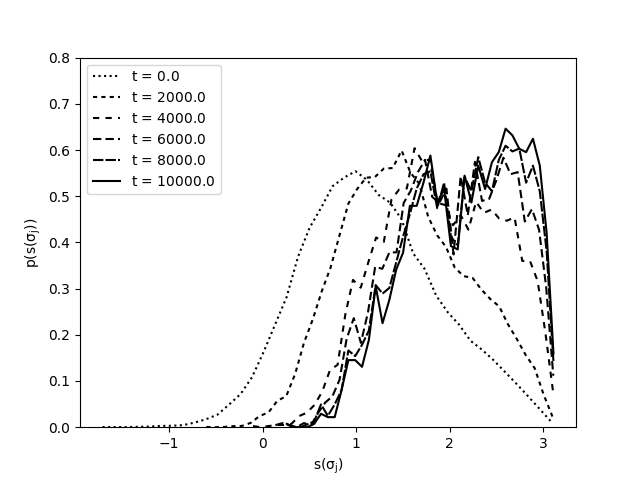 0.8
0.7
0.6
0.5
0.4
0.3
0.2
0.1
0.0
p(s(σⱼ))
t = 0.0
t = 2000.0
t = 4000.0
t = 6000.0
t = 8000.0
t = 10000.0
−1 0 1 2 3
s(σⱼ)